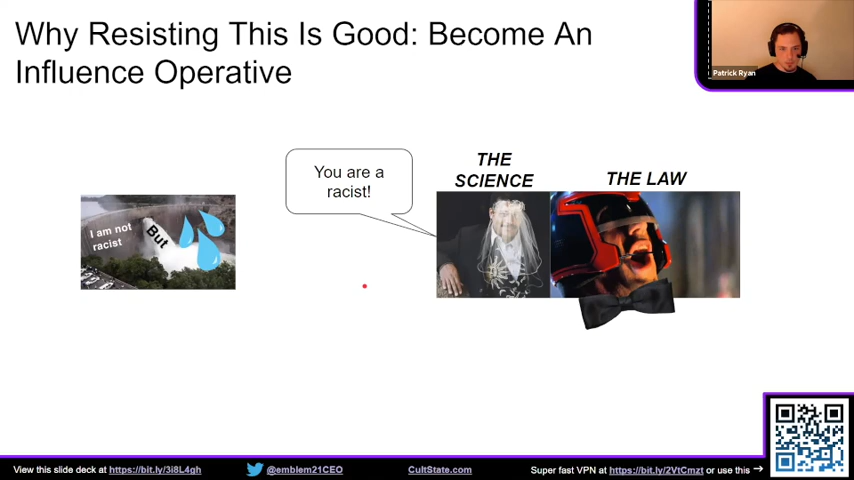 Why Resisting This Is Good: Become An
Influence Operative
Patrick Ryan
You are a
racist!
THE
SCIENCE
THE LAW
I am not
racist
But
View this slide deck at https://bit.ly/3i8L4gh
@emblem21CEO
CultState.com
Super fast VPN at https://bit.ly/2VtCmzt or use this →